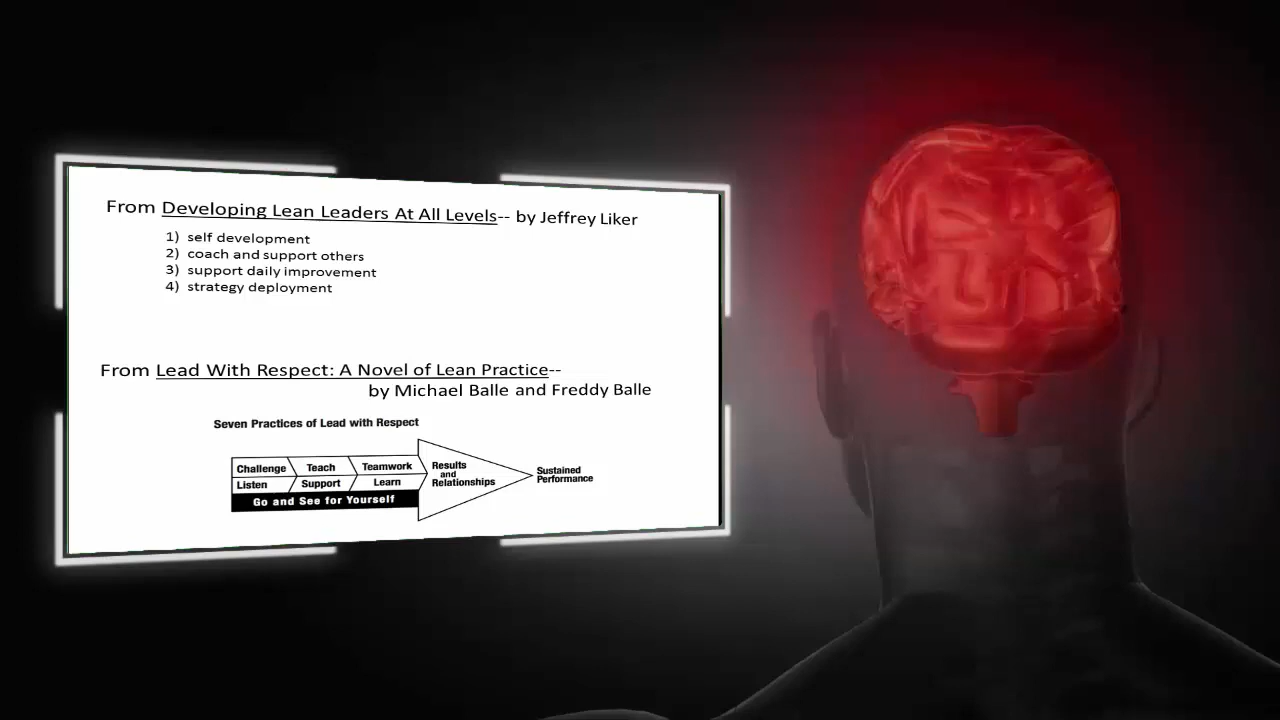 From Developing Lean Leaders At All Levels-- by Jeffrey Liker
1) self development
2) coach and support others
3) support daily improvement
4) strategy deployment
From Lead With Respect: A Novel of Lean Practice--
by Michael Balle and Freddy Balle
Seven Practices of Lead with Respect
Challenge Teach Teamwork
Listen Support Learn
Go and See for Yourself
Results
and
Relationships
Sustained
Performance